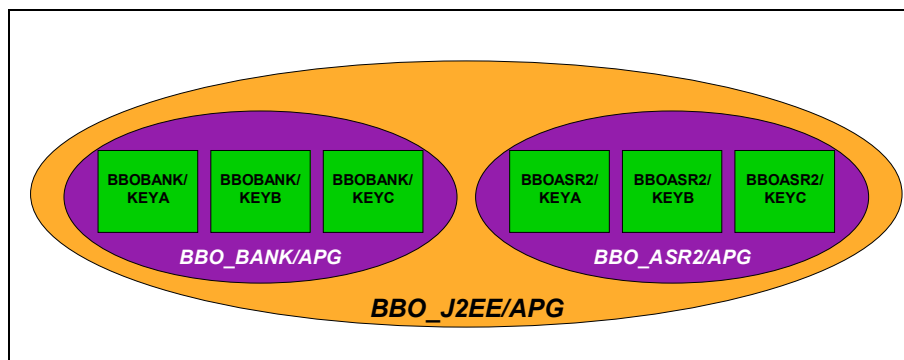 BBOBANK/
KEYA
BBOBANK/
KEYB
BBOBANK/
KEYC
BBO_BANK/APG
BBOASR2/
KEYA
BBOASR2/
KEYB
BBOASR2/
KEYC
BBO_ASR2/APG
BBO_J2EE/APG